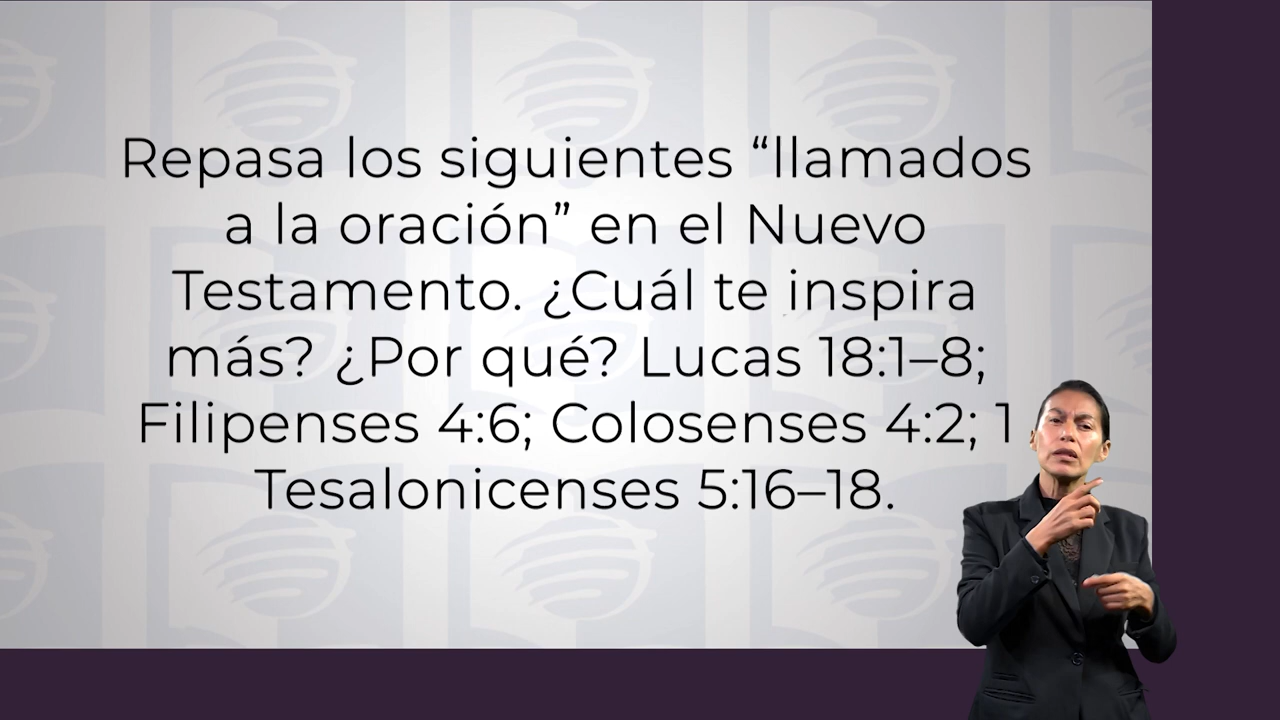 Repasa los siguientes “llamados
a la oración” en el Nuevo
Testamento. ¿Cuál te inspira
más? ¿Por qué? Lucas 18:1–8;
Filipenses 4:6; Colosenses 4:2; 1
Tesalonicenses 5:16–18.